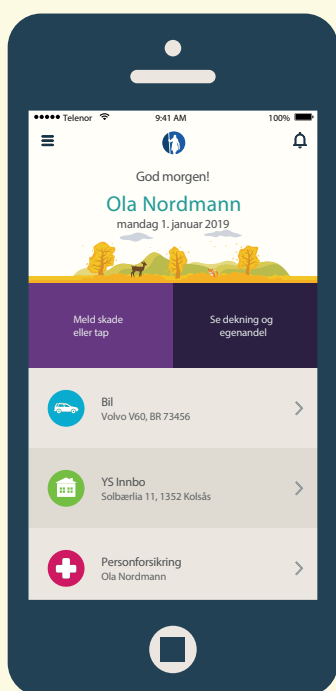 Telenor 9:41 AM 100%
God morgen!
Ola Nordmann
mandag 1. januar 2019
Meld skade
eller tap
Se dekning og
egenandel
Bil
Volvo V60, BR 73456
YS Innbo
Solbærlia 11, 1352 Kolsås
Personforsikring
Ola Nordmann